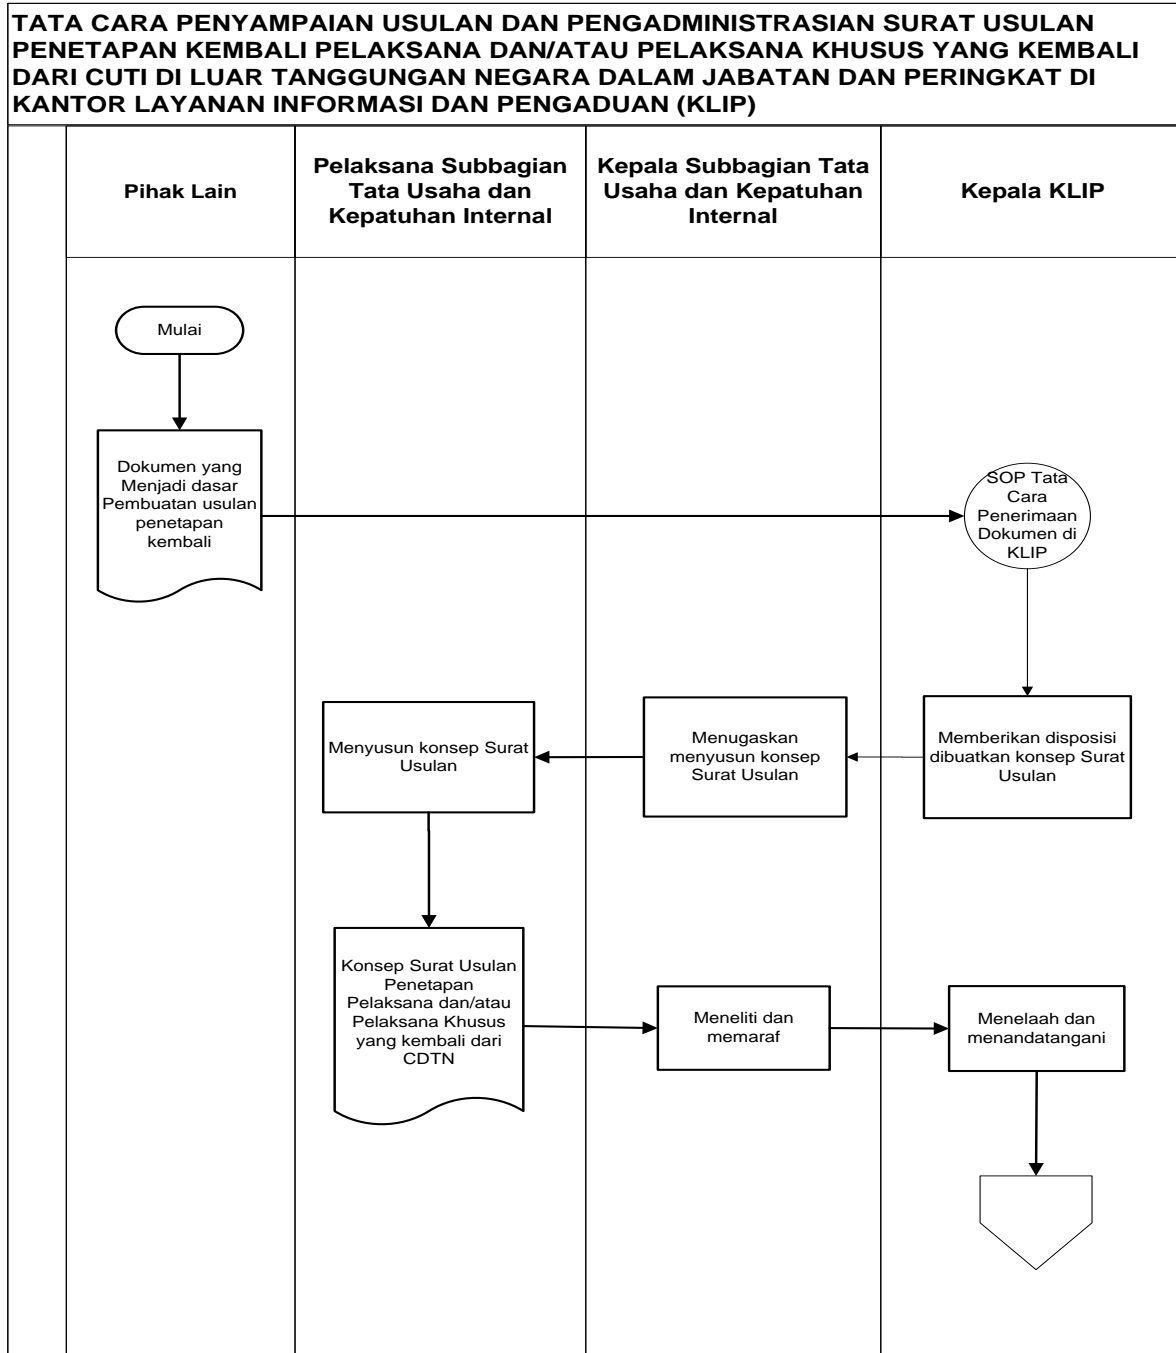 TATA CARA PENYAMPAIAN USULAN DAN PENGADMINISTRASIAN SURAT USULAN
PENETAPAN KEMBALI PELAKSANA DAN/ATAU PELAKSANA KHUSUS YANG KEMBALI
DARI CUTI DI LUAR TANGGUNGAN NEGARA DALAM JABATAN DAN PERINGKAT DI
KANTOR LAYANAN INFORMASI DAN PENGADUAN (KLIP)
Pihak Lain
Pelaksana Subbagian
Tata Usaha dan
Kepatuhan Internal
Kepala Subbagian Tata
Usaha dan Kepatuhan
Internal
Kepala KLIP
Mulai
Dokumen yang
Menjadi dasar
Pembuatan usulan
penetapan
kembali
SOP Tata
Cara
Penerimaan
Dokumen di
KLIP
Menyusun konsep Surat
Usulan
Menugaskan
menyusun konsep
Surat Usulan
Memberikan disposisi
dibuatkan konsep Surat
Usulan
Konsep Surat Usulan
Penetapan
Pelaksana dan/atau
Pelaksana Khusus
yang kembali dari
CDTN
Meneliti dan
memaraf
Menelaah dan
menandatangani